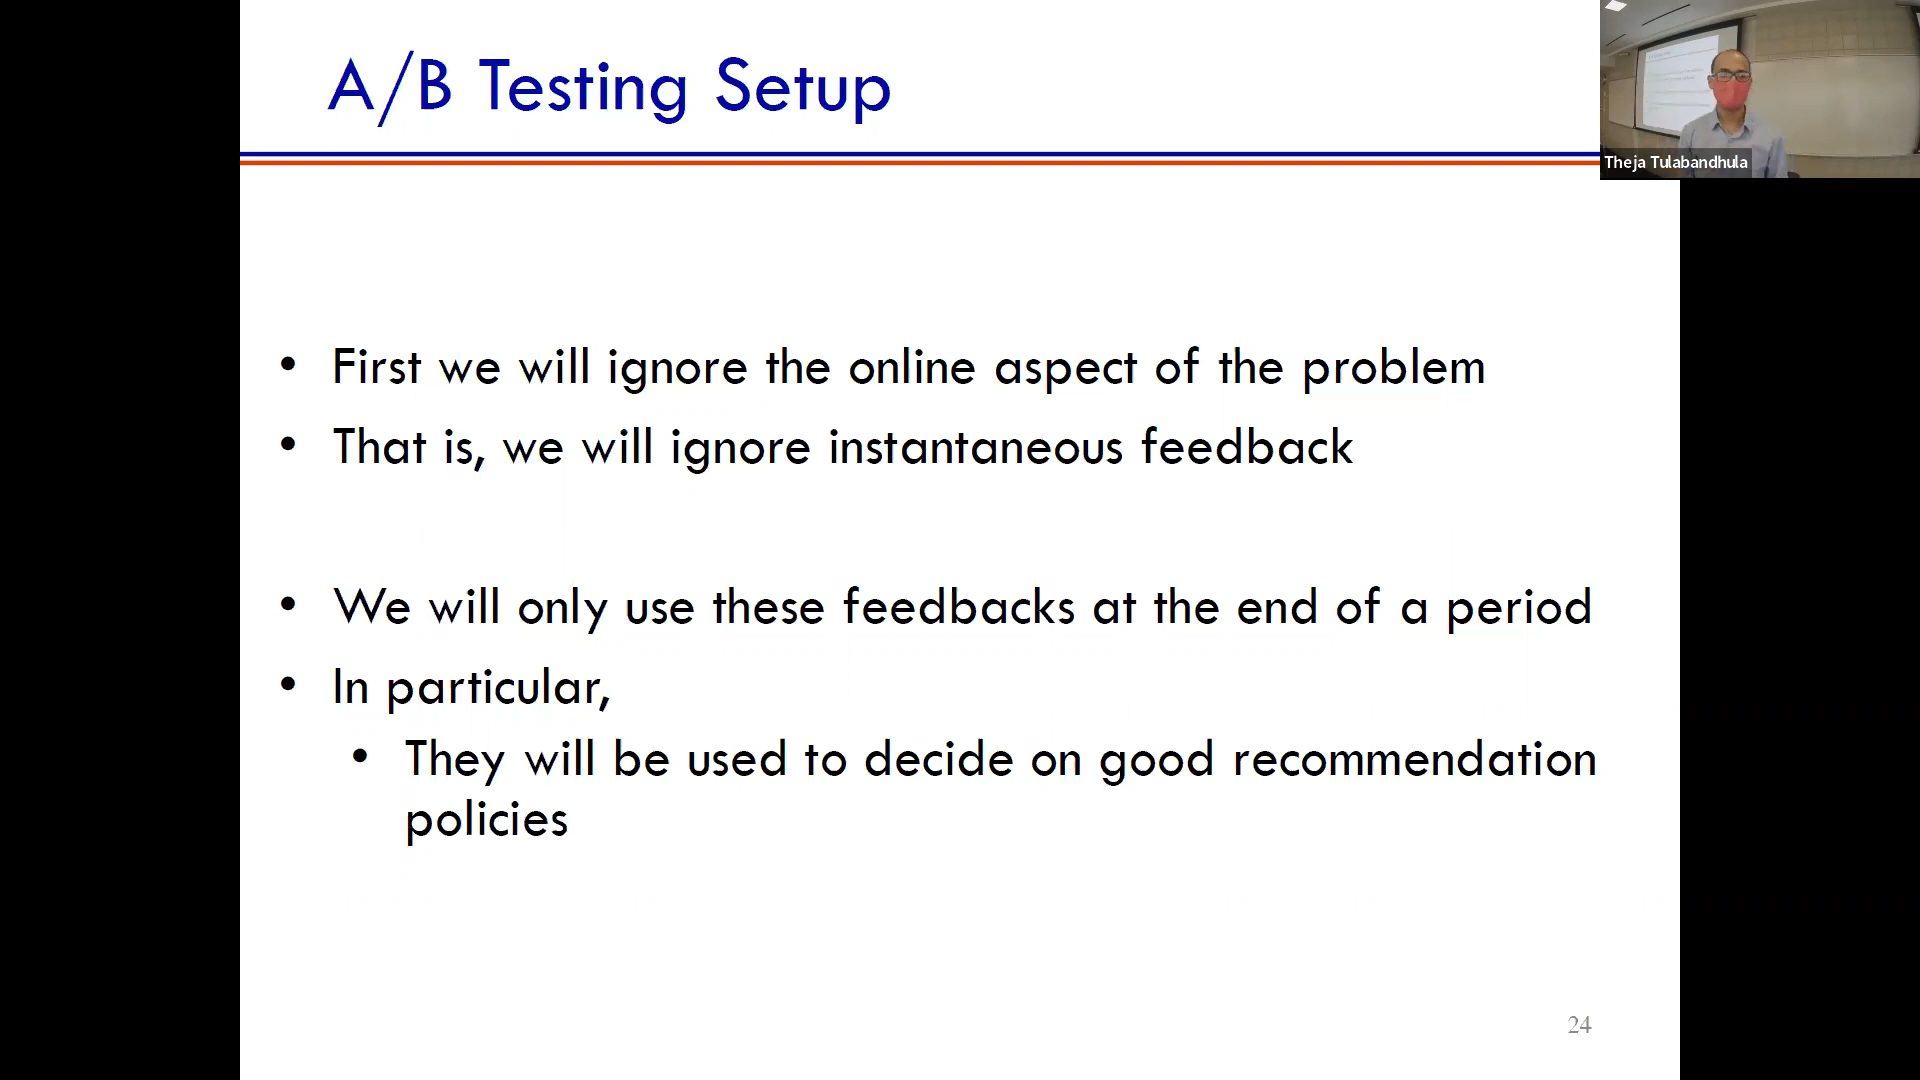 A/B Testing Setup
Theja Tulabandhula
• First we will ignore the online aspect of the problem
• That is, we will ignore instantaneous feedback
• We will only use these feedbacks at the end of a period
• In particular,
• They will be used to decide on good recommendation
policies
24